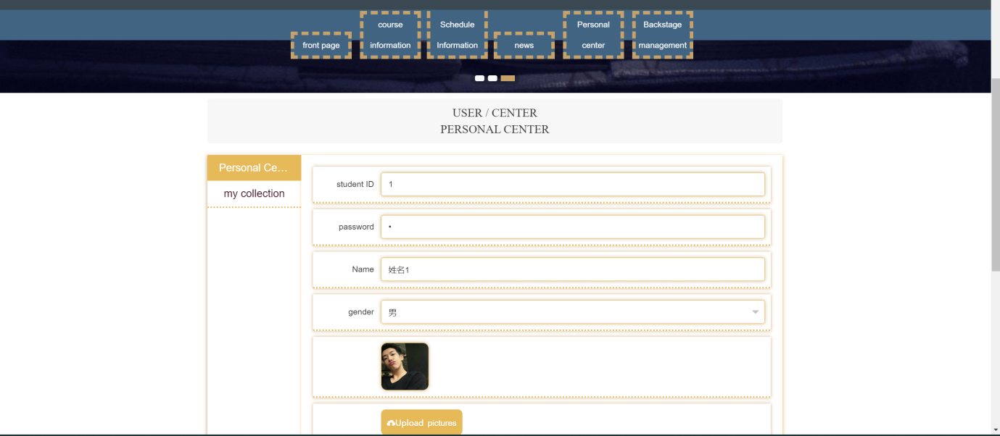 course
Schedule
Personal
Backstage
front page
information
Information
news
center
management
USER / CENTER
PERSONAL CENTER
Personal Ce...
my collection
student ID
1
password
•
Name
姓名1
gender
男
Upload pictures